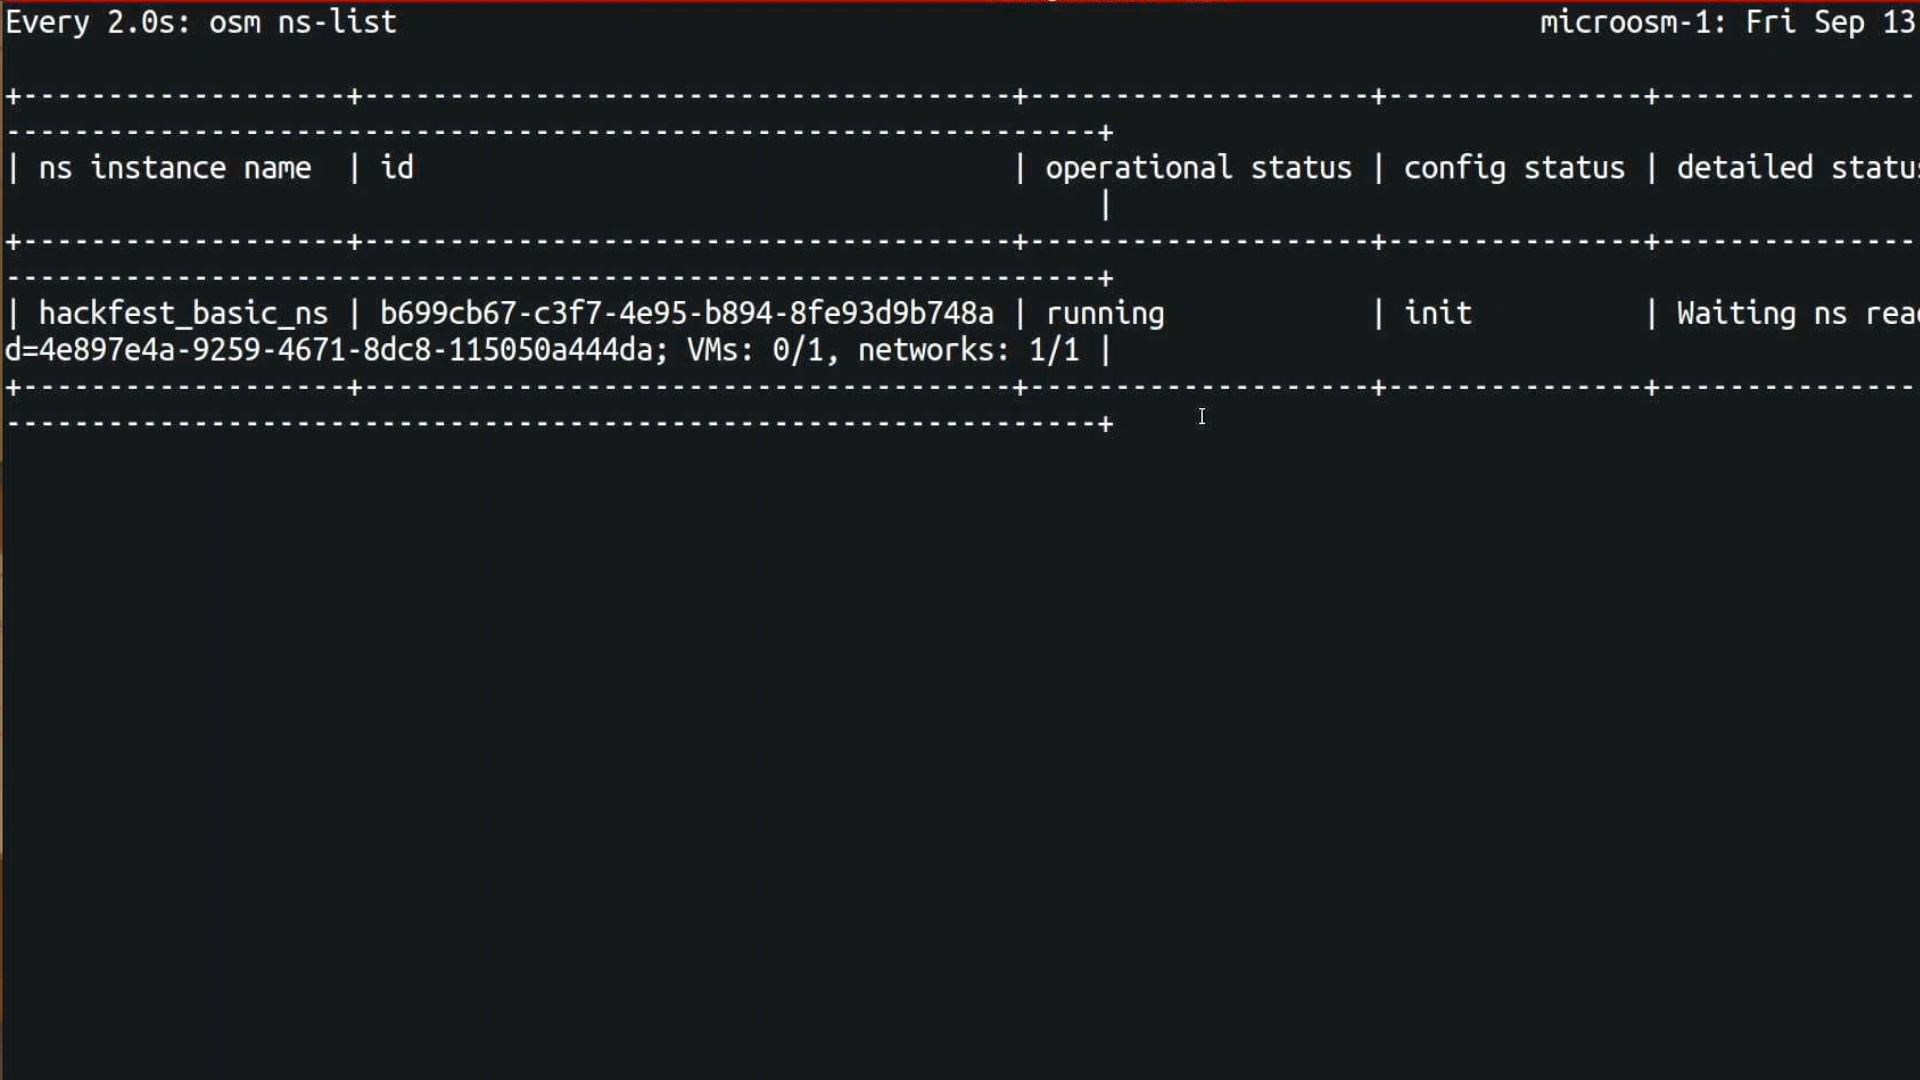 Every 2.0s: osm ns-list microosm-1: Fri Sep 13
+-------------------+--------------------------------------+--------------------+---------------+---------------
----------------------------------------------------------------+
| ns instance name | id | operational status | config status | detailed status
|
+-------------------+--------------------------------------+--------------------+---------------+---------------
----------------------------------------------------------------+
| hackfest_basic_ns | b699cb67-c3f7-4e95-b894-8fe93d9b748a | running | init | Waiting ns
d=4e897e4a-9259-4671-8dc8-115050a444da; VMs: 0/1, networks: 1/1 |
+-------------------+--------------------------------------+--------------------+---------------+---------------
----------------------------------------------------------------+